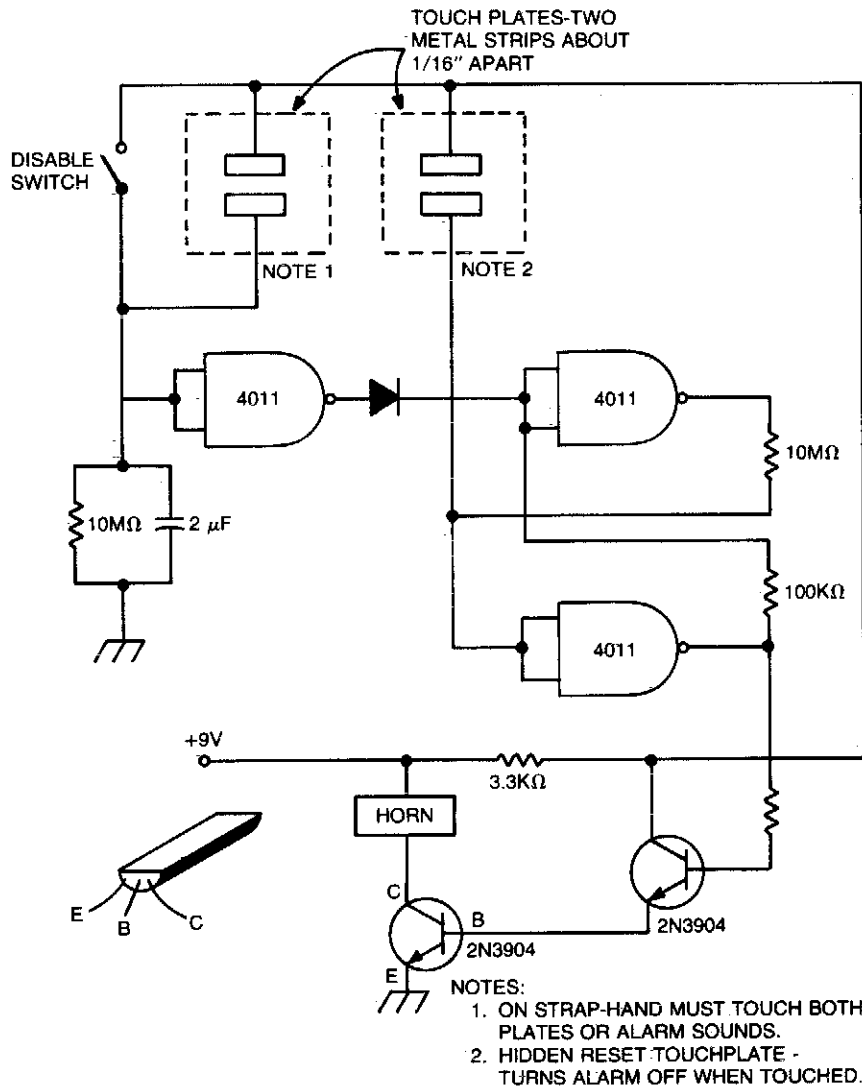 TOUCH PLATES-TWO
METAL STRIPS ABOUT
1/16" APART
DISABLE
SWITCH
NOTE 1
NOTE 2
4011
4011
10MΩ
10MΩ
2 μF
100KΩ
4011
+9V
3.3KΩ
HORN
E
B
C
C
B
2N3904
2N3904
E
NOTES:
1. ON STRAP-HAND MUST TOUCH BOTH
PLATES OR ALARM SOUNDS.
2. HIDDEN RESET TOUCHPLATE -
TURNS ALARM OFF WHEN TOUCHED.